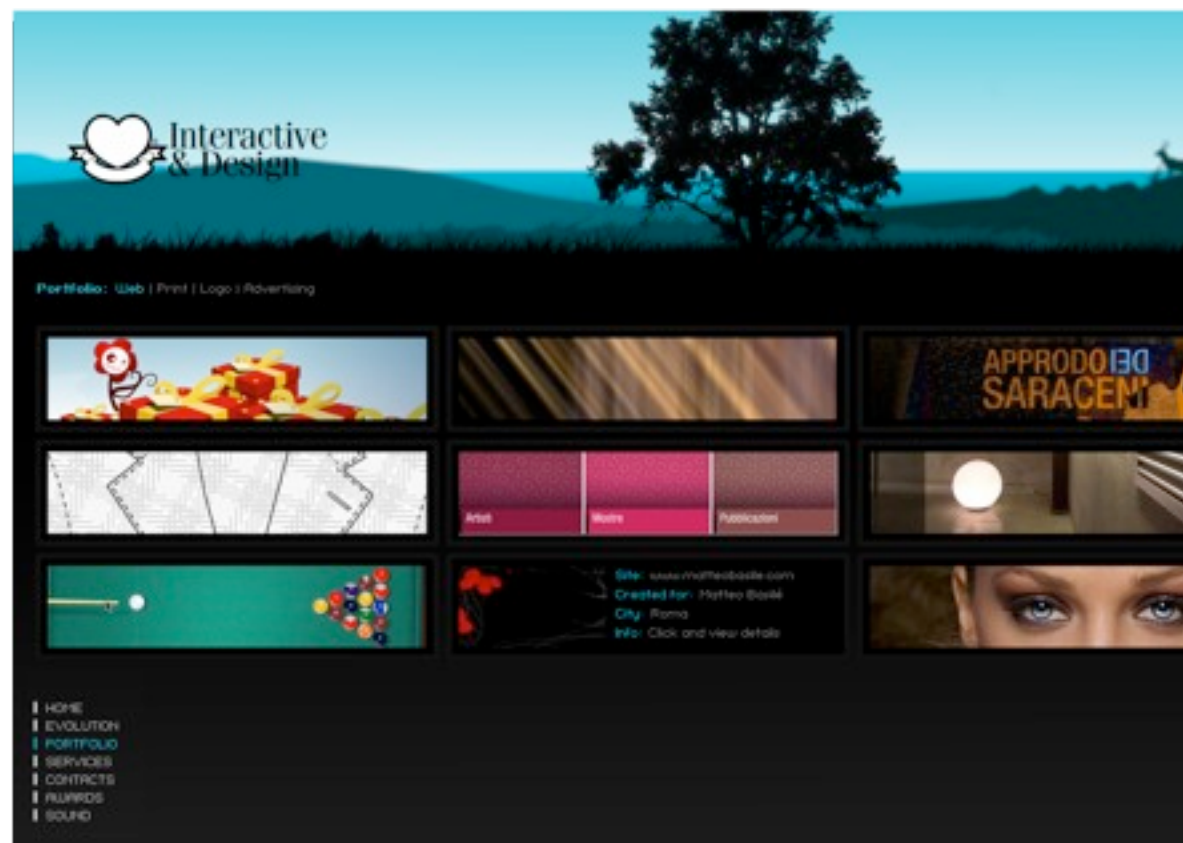 Interactive
& Design
Portfolio: Web | Print | Logo | Advertising
APPRODO DEI
SARACENI
Artisti
Mostre
Pubblicazioni
Site: www.matteobasile.com
Created for: Matteo Basilé
City: Roma
Info: Click and view details
HOME
EVOLUTION
PORTFOLIO
SERVICES
CONTACTS
AWARDS
SOUND